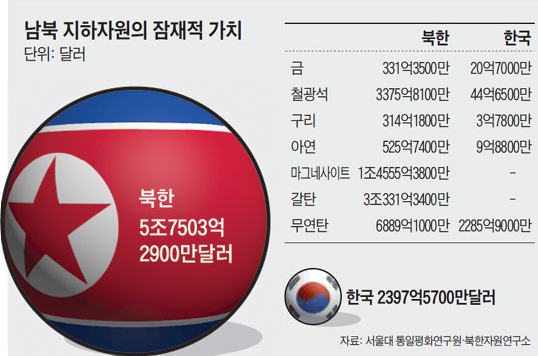 남북 지하자원의 잠재적 가치
단위: 달러
북한
5조7503억
2900만달러
북한 한국
금 331억3500만 20억7000만
철광석 3375억8100만 44억6500만
구리 314억1800만 3억7800만
아연 525억7400만 9억8800만
마그네사이트 1조4555억3800만 -
갈탄 3조331억3400만 -
무연탄 6889억1000만 2285억9000만
한국 2397억5700만달러
자료: 서울대 통일평화연구원·북한자원연구소